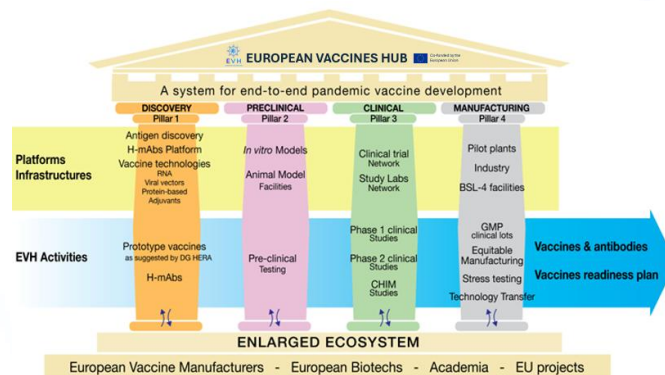 EVH
EUROPEAN VACCINES HUB
Co-funded by the
European Union
A system for end-to-end pandemic vaccine development
DISCOVERY
Pillar 1
PRECLINICAL
Pillar 2
CLINICAL
Pillar 3
MANUFACTURING
Pillar 4
Platforms
Infrastructures
Antigen discovery
H-mAbs Platform
Vaccine technologies
RNA
Viral vectors
Protein-based
Adjuvants
In vitro Models
Animal Model
Facilities
Clinical trial
Network
Study Labs
Network
Pilot plants
Industry
BSL-4 facilities
EVH Activities
Prototype vaccines
as suggested by DG HERA
H-mAbs
Pre-clinical
Testing
Phase 1 clinical
Studies
Phase 2 clinical
Studies
CHIM
Studies
GMP
clinical lots
Equitable
Manufacturing
Stress testing
Technology Transfer
Vaccines & antibodies
Vaccines readiness plan
ENLARGED ECOSYSTEM
European Vaccine Manufacturers - European Biotechs - Academia - EU projects